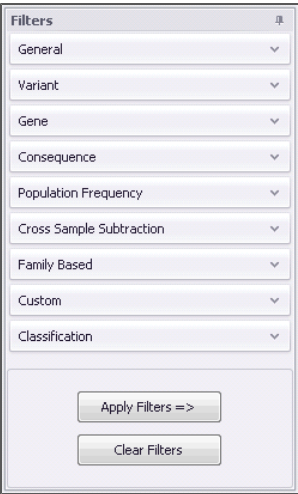 Filters
General
Variant
Gene
Consequence
Population Frequency
Cross Sample Subtraction
Family Based
Custom
Classification
Apply Filters =>
Clear Filters